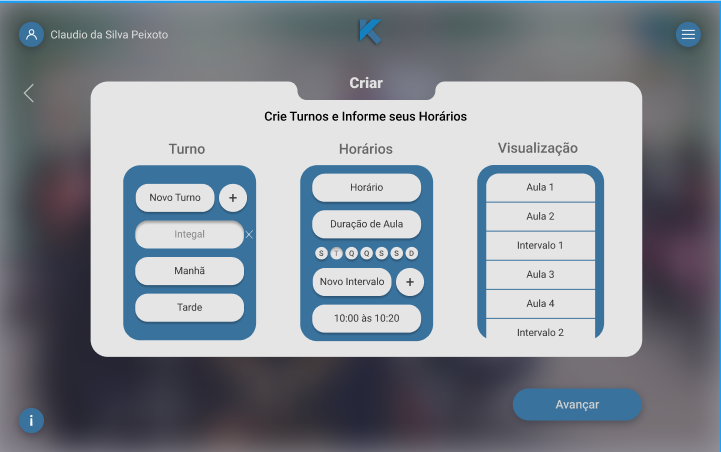 Claudio da Silva Peixoto
K
Criar
Crie Turnos e Informe seus Horários
Turno
Novo Turno +
Integal
Manhã
Tarde
Horários
Horário
Duração de Aula
S T Q Q S S D
Novo Intervalo +
10:00 às 10:20
Visualização
Aula 1
Aula 2
Intervalo 1
Aula 3
Aula 4
Intervalo 2
Avançar
i